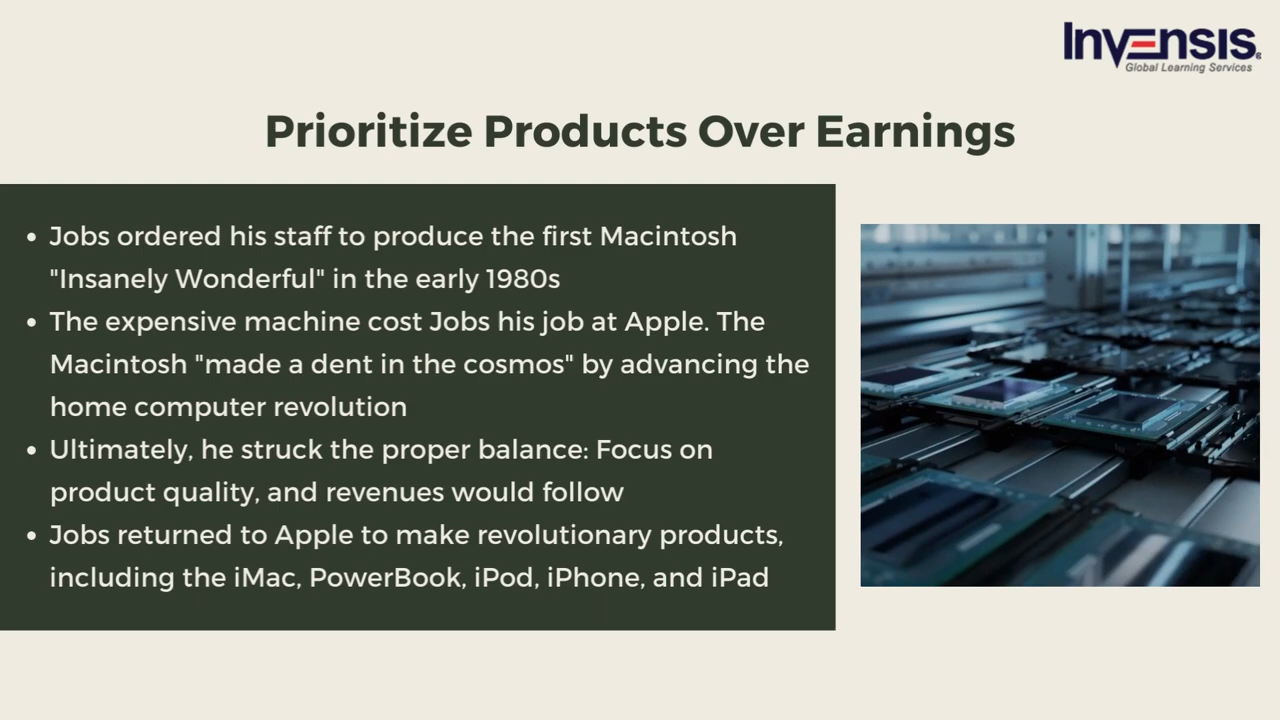 Invensis
Global Learning Services
Prioritize Products Over Earnings
• Jobs ordered his staff to produce the first Macintosh
"Insanely Wonderful" in the early 1980s
• The expensive machine cost Jobs his job at Apple. The
Macintosh "made a dent in the cosmos" by advancing the
home computer revolution
• Ultimately, he struck the proper balance: Focus on
product quality, and revenues would follow
• Jobs returned to Apple to make revolutionary products,
including the iMac, PowerBook, iPod, iPhone, and iPad